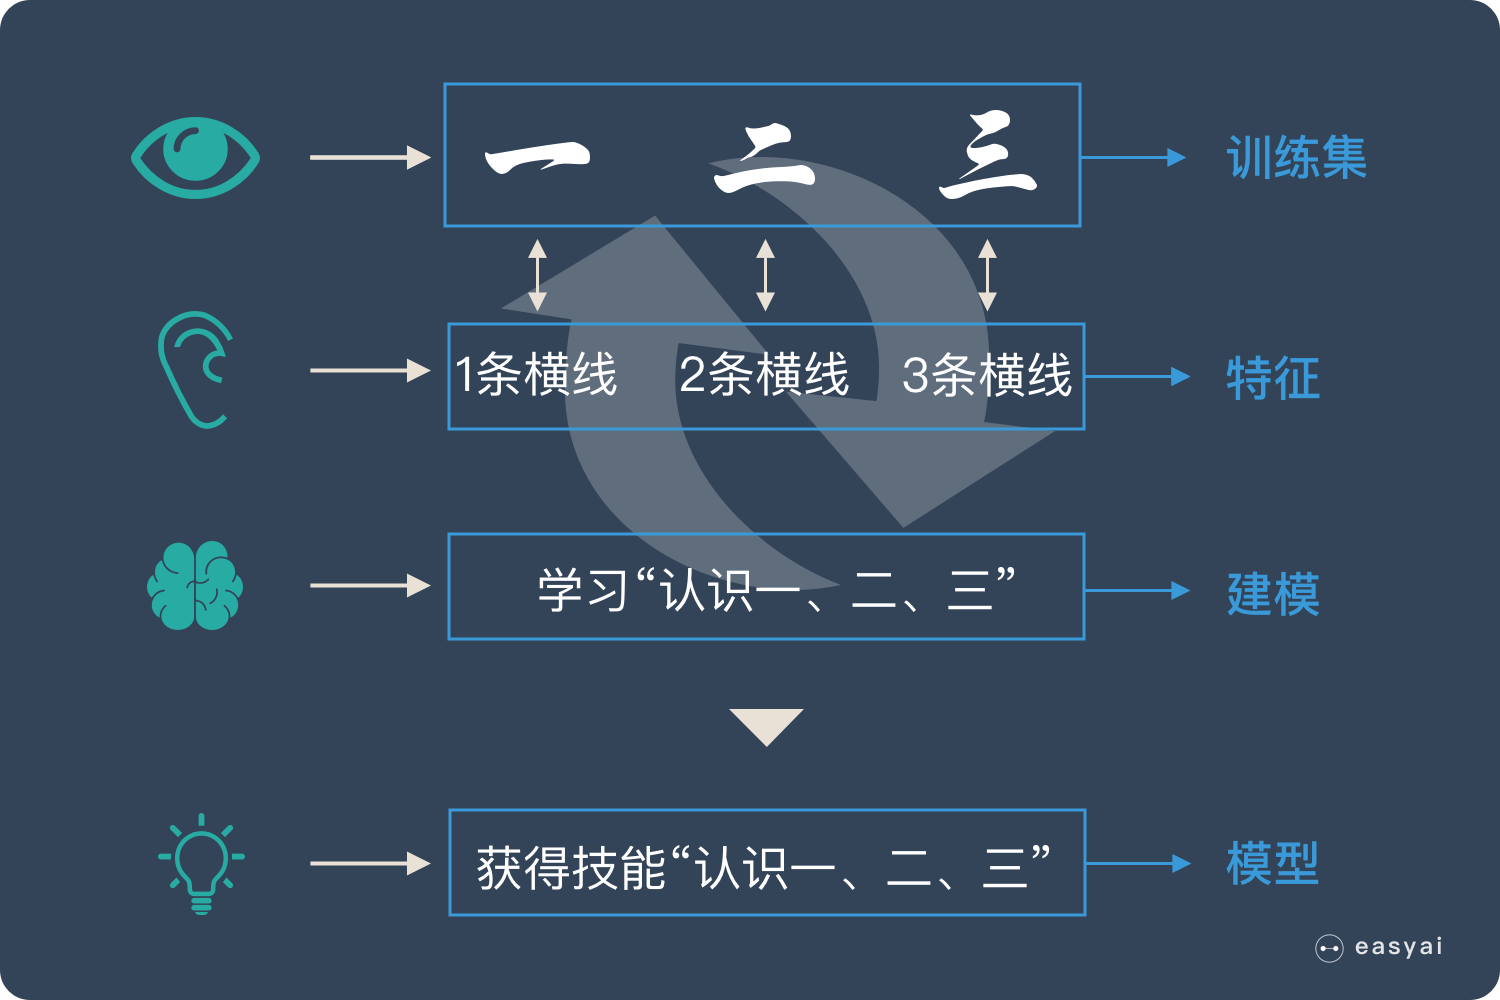 一 二 三 训练集
1条横线 2条横线 3条横线 特征
学习“认识一、二、三” 建模
获得技能“认识一、二、三” 模型
easyai